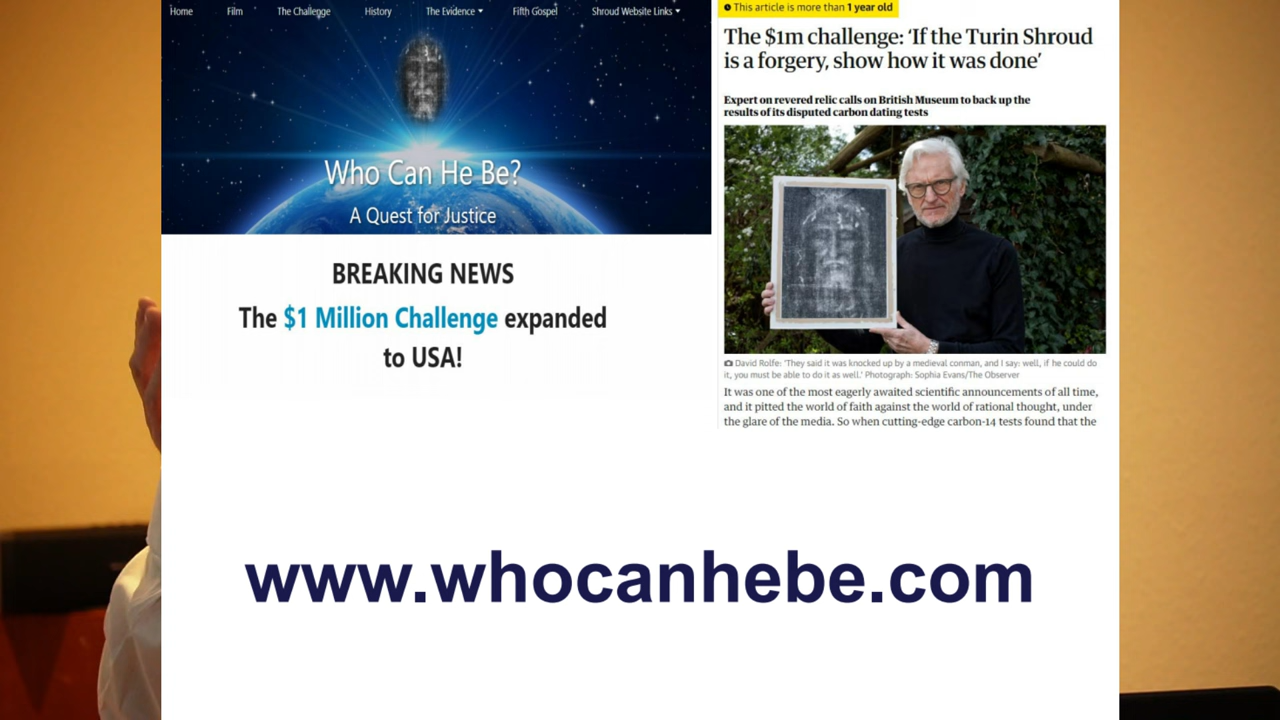 Home Film The Challenge History The Evidence Fifth Gospel Shroud Website Links
Who Can He Be?
A Quest for Justice
BREAKING NEWS
The $1 Million Challenge expanded
to USA!
This article is more than 1 year old
The $1m challenge: ‘If the Turin Shroud
is a forgery, show how it was done’
Expert on revered relic calls on British Museum to back up the
results of its disputed carbon dating tests
David Rolfe: ‘They said it was knocked up by a medieval conman, and I say: well, if he could do
it, you must be able to do it as well.’ Photograph: Sophia Evans/The Observer
It was one of the most eagerly awaited scientific announcements of all time,
and it pitted the world of faith against the world of rational thought, under
the glare of the media. So when cutting-edge carbon-14 tests found that the
www.whocanhebe.com